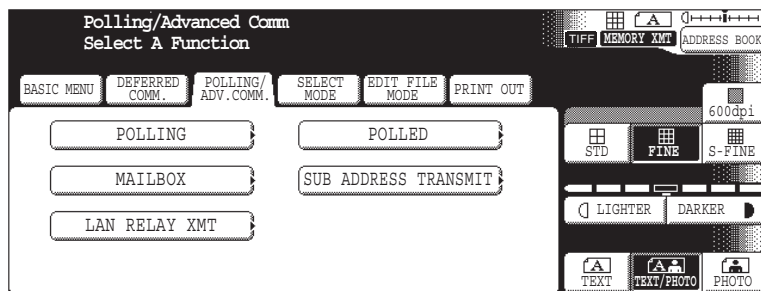 Polling/Advanced Comm
Select A Function
A
TIFF
MEMORY XMT
ADDRESS BOOK
BASIC MENU
DEFERRED
COMM.
POLLING/
ADV.COMM.
SELECT
MODE
EDIT FILE
MODE
PRINT OUT
POLLING
POLLED
MAILBOX
SUB ADDRESS TRANSMIT
LAN RELAY XMT
600dpi
STD
FINE
S-FINE
LIGHTER
DARKER
A
TEXT
A
TEXT/PHOTO
PHOTO